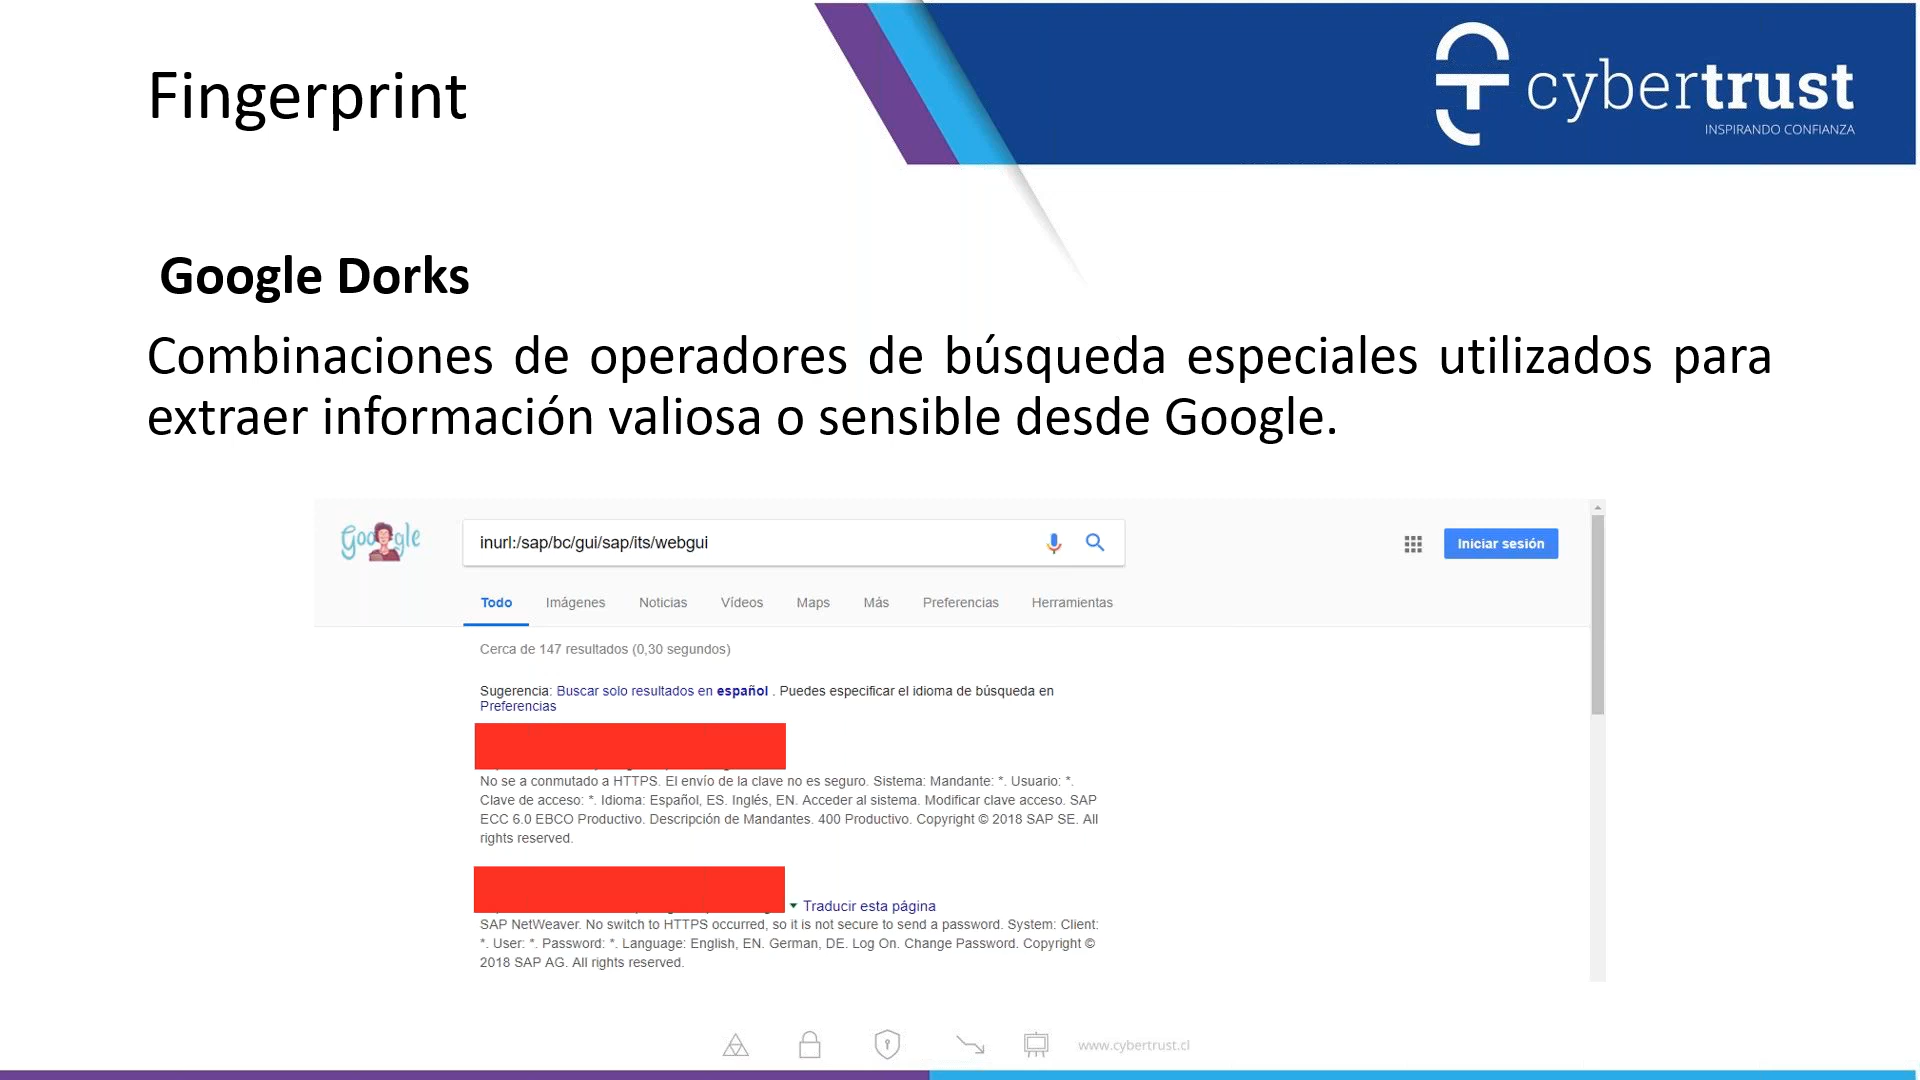 Fingerprint
cybertrust
INSPIRANDO CONFIANZA
Google Dorks
Combinaciones de operadores de búsqueda especiales utilizados para
extraer información valiosa o sensible desde Google.
Google
inurl:/sap/bc/gui/sap/its/webgui
Iniciar sesión
Todo Imágenes Noticias Vídeos Maps Más Preferencias Herramientas
Cerca de 147 resultados (0,30 segundos)
Sugerencia: Buscar solo resultados en español . Puedes especificar el idioma de búsqueda en
Preferencias
No se a conmutado a HTTPS. El envío de la clave no es seguro. Sistema: Mandante: *. Usuario: *.
Clave de acceso: *. Idioma: Español, ES. Inglés, EN. Acceder al sistema. Modificar clave acceso. SAP
ECC 6.0 EBCO Productivo. Descripción de Mandantes. 400 Productivo. Copyright © 2018 SAP SE. All
rights reserved.
Traducir esta página
SAP NetWeaver. No switch to HTTPS occurred, so it is not secure to send a password. System: Client:
*. User: *. Password: *. Language: English, EN. German, DE. Log On. Change Password. Copyright ©
2018 SAP AG. All rights reserved.
www.cybertrust.cl